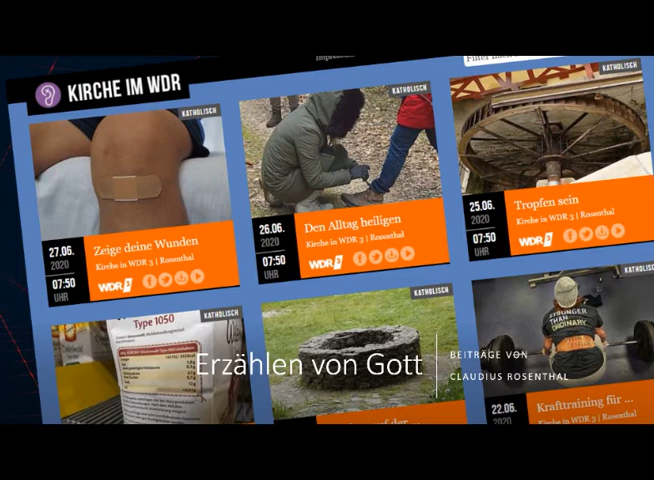 KIRCHE IM WDR
KATHOLISCH
27.06.
2020
07:50
UHR
Zeige deine Wunden
Kirche in WDR 3 | Rosenthal
WDR 3
KATHOLISCH
26.06.
2020
07:50
UHR
Den Alltag heiligen
Kirche in WDR 3 | Rosenthal
WDR 3
KATHOLISCH
25.06.
2020
07:50
UHR
Tropfen sein
Kirche in WDR 3 | Rosenthal
WDR 3
KATHOLISCH
Type 1050
KATHOLISCH
KATHOLISCH
STRONGER
THAN
ORDINARY.
22.06.
Krafttraining für ...
Kirche in WDR 3 | Rosenthal
Erzählen von Gott
BEITRÄGE VON
CLAUDIUS ROSENTHAL